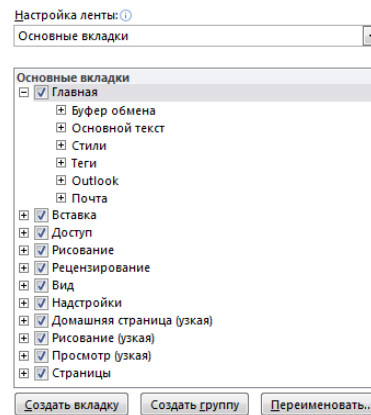 Настройка ленты:
Основные вкладки
Основные вкладки
Главная
Буфер обмена
Основной текст
Стили
Теги
Outlook
Почта
Вставка
Доступ
Рисование
Рецензирование
Вид
Надстройки
Домашняя страница (узкая)
Рисование (узкая)
Просмотр (узкая)
Страницы
Создать вкладку Создать группу Переименовать...